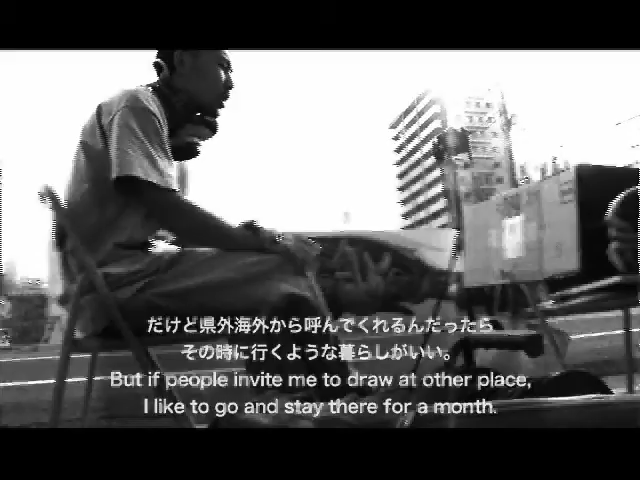 だけど県外海外から呼んでくれるんだったら
その時に行くような暮らしがいい。
But if people invite me to draw at other place,
I like to go and stay there for a month.